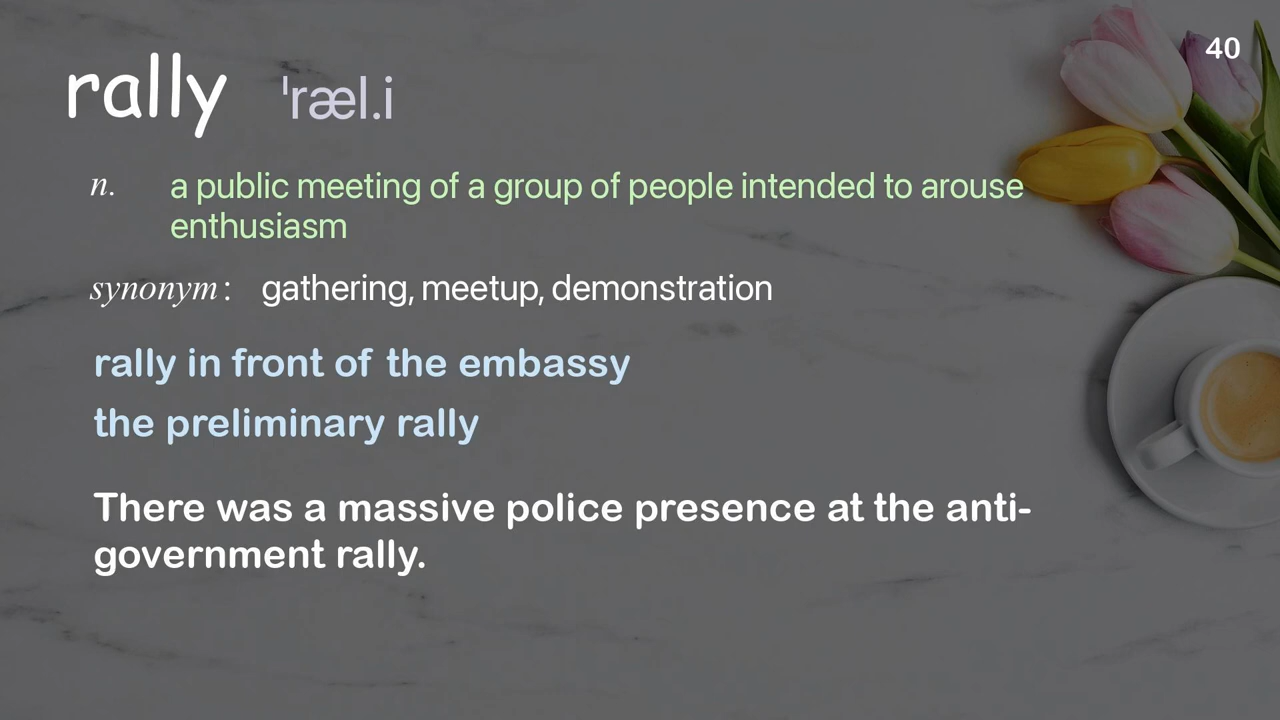 40
rally ˈræl.i
n. a public meeting of a group of people intended to arouse
enthusiasm
synonym: gathering, meetup, demonstration
rally in front of the embassy
the preliminary rally
There was a massive police presence at the anti-
government rally.